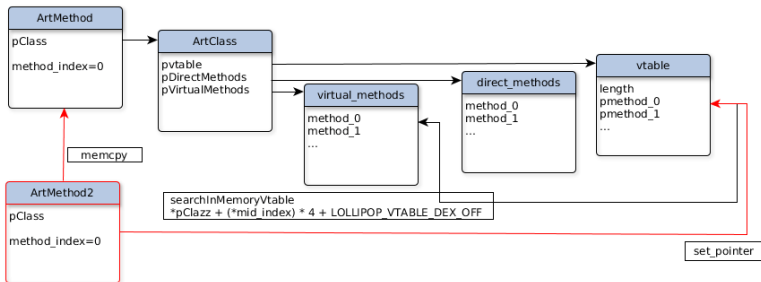 ArtMethod
pClass
method_index=0
ArtClass
pvtable
pDirectMethods
pVirtualMethods
virtual_methods
method_0
method_1
...
direct_methods
method_0
method_1
...
vtable
length
pmethod_0
pmethod_1
...
memcpy
ArtMethod2
pClass
method_index=0
searchInMemoryVtable
*pClazz + (*mid_index) * 4 + LOLLIPOP_VTABLE_DEX_OFF
set_pointer